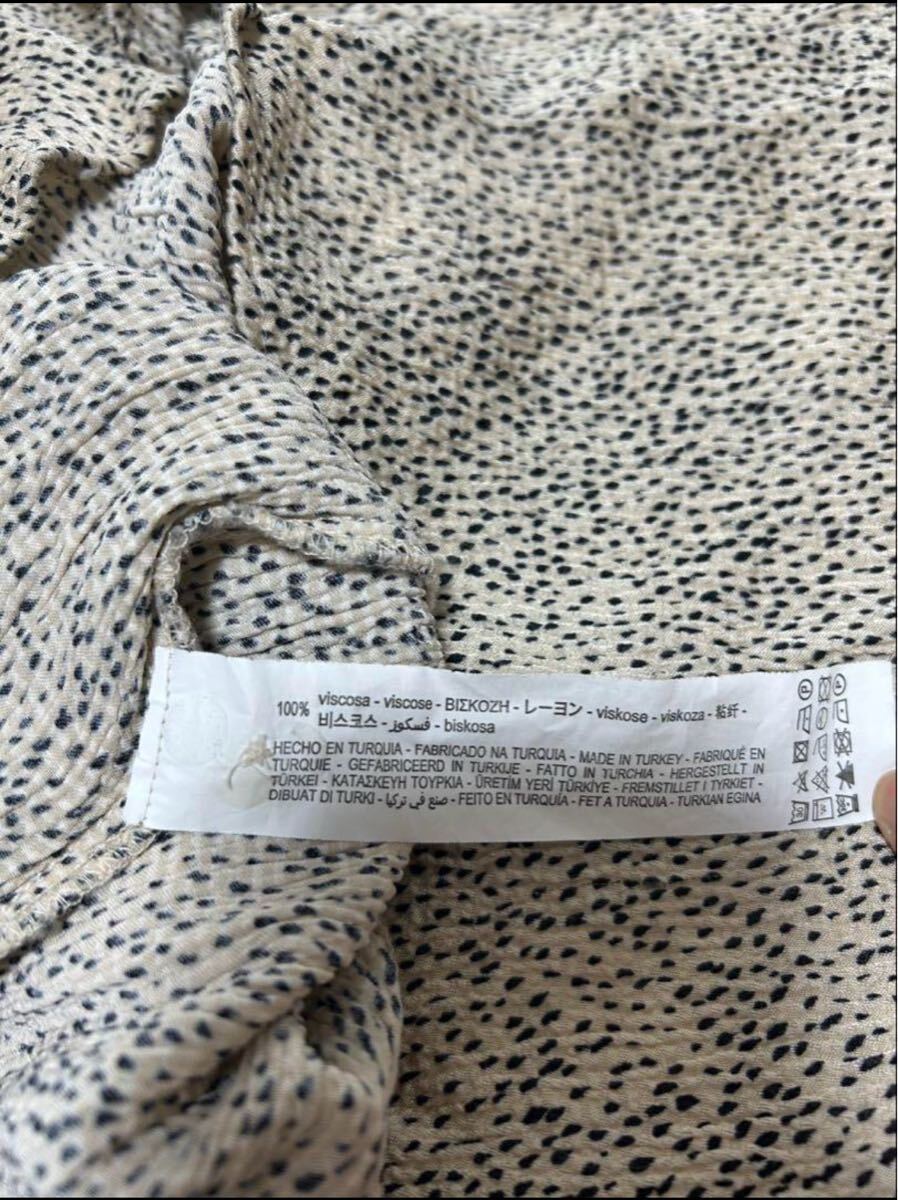 100% viscosa - viscose - ΒΙΣΚΟΖΗ - レーヨン - viskose - viskoza - 粘纤 -
비스코스 - فسكوز - biskosa
HECHO EN TURQUIA - FABRICADO NA TURQUIA - MADE IN TURKEY - FABRIQUÉ EN
TURQUIE - GEFABRICEERD IN TURKIJE - FATTO IN TURCHIA - HERGESTELLT IN
TÜRKEI - ΚΑΤΑΣΚΕΥΗ ΤΟΥΡΚΙΑ - ÜRETİM YERİ TÜRKİYE - FREMSTILLET I TYRKIET -
DIBUAT DI TURKI - صنع في تركيا - FEITO EN TURQUÍA - FET A TURQUIA - TURKIAN EGINA